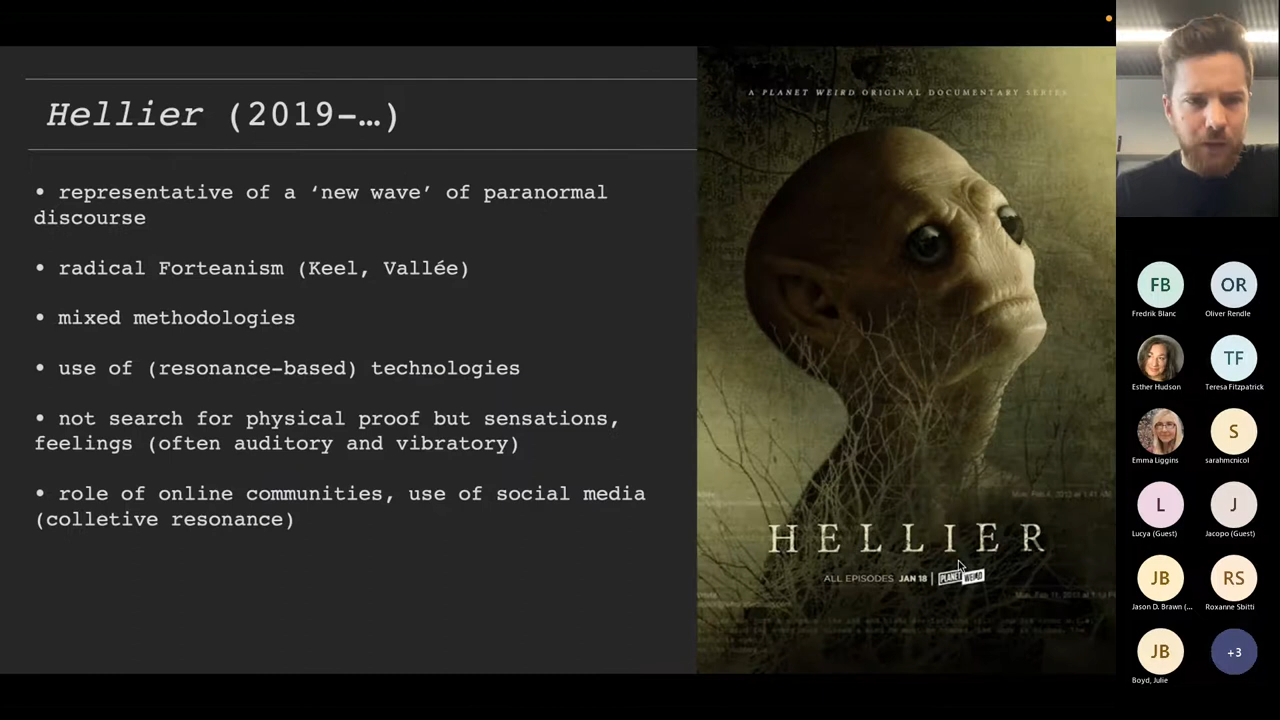 Hellier (2019-…)
• representative of a ‘new wave’ of paranormal
discourse
• radical Forteanism (Keel, Vallée)
• mixed methodologies
• use of (resonance-based) technologies
• not search for physical proof but sensations,
feelings (often auditory and vibratory)
• role of online communities, use of social media
(colletive resonance)
A PLANET WEIRD ORIGINAL DOCUMENTARY SERIES
HELLIER
ALL EPISODES JAN 18 | PLANET WEIRD
FB
Fredrik Blanc
OR
Oliver Rendle
Esther Hudson
TF
Teresa Fitzpatrick
Emma Liggins
S
sarahmcnicol
L
Lucya (Guest)
J
Jacopo (Guest)
JB
Jason D. Brawn (...
RS
Roxanne Sbitti
JB
Boyd, Julie
+3